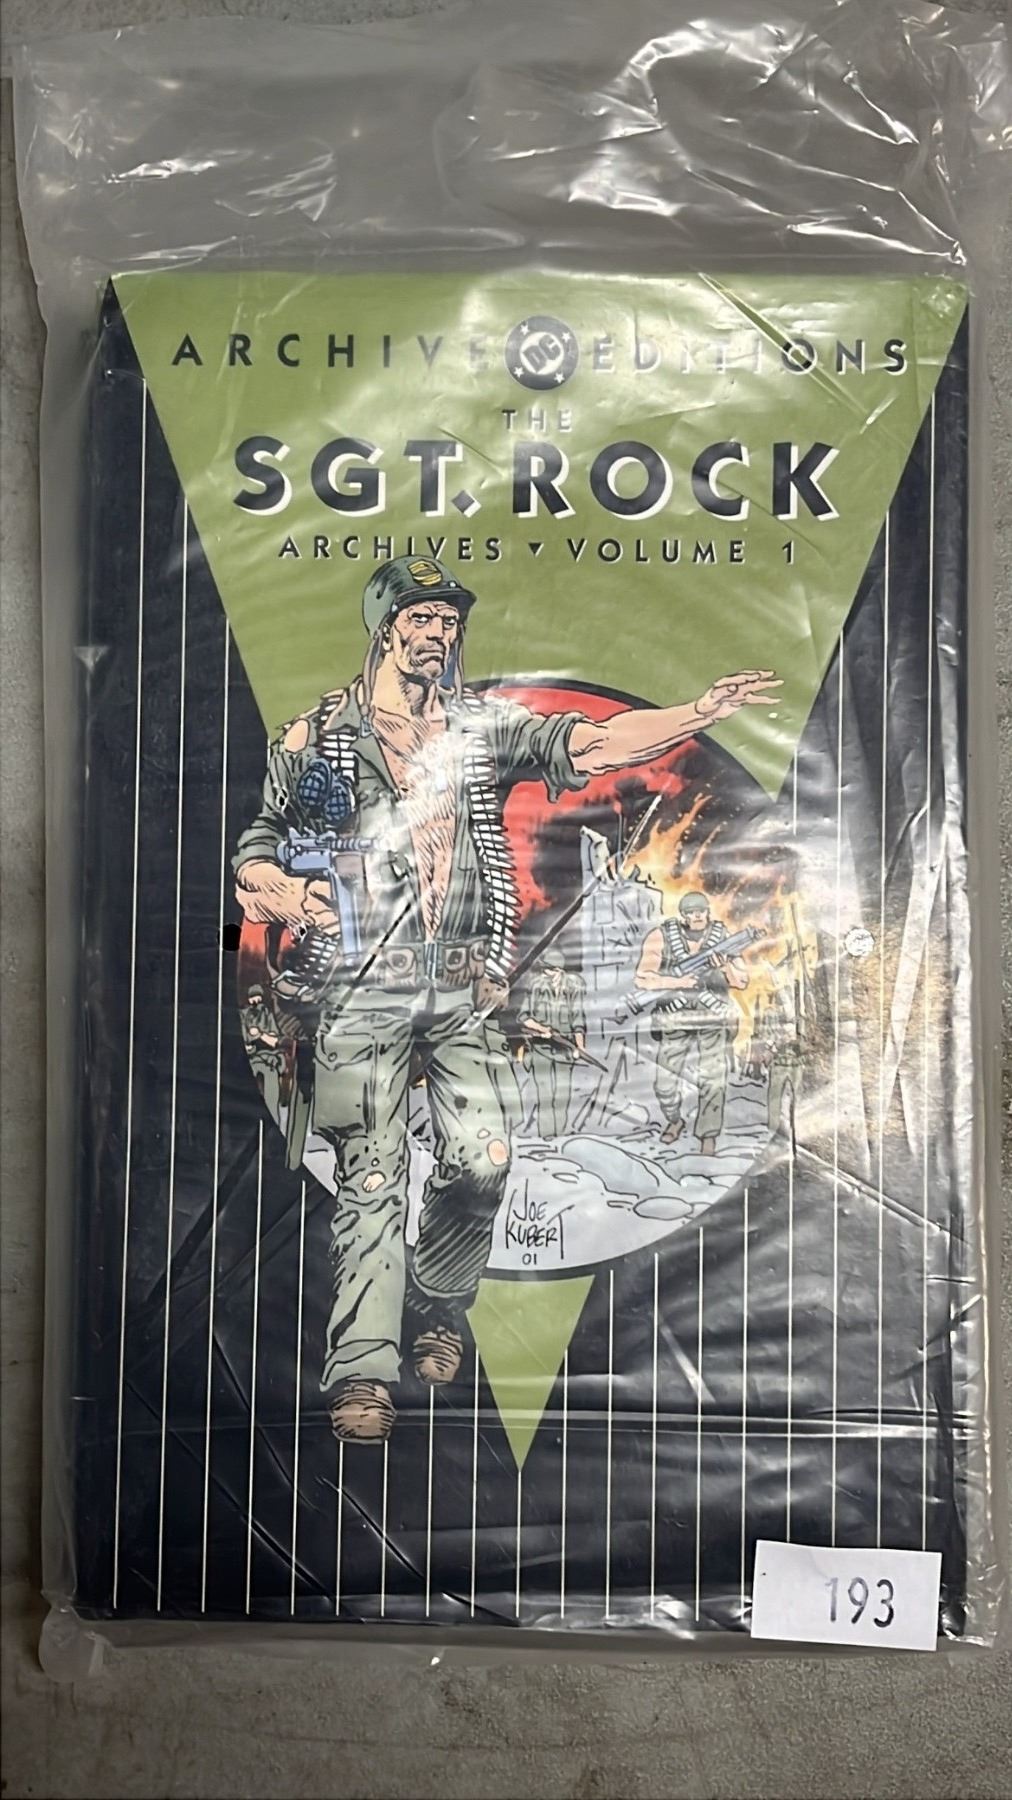 ARCHIVE DC EDITIONS
THE
SGT. ROCK
ARCHIVES ▾ VOLUME 1
JOE
KUBERT
01
193